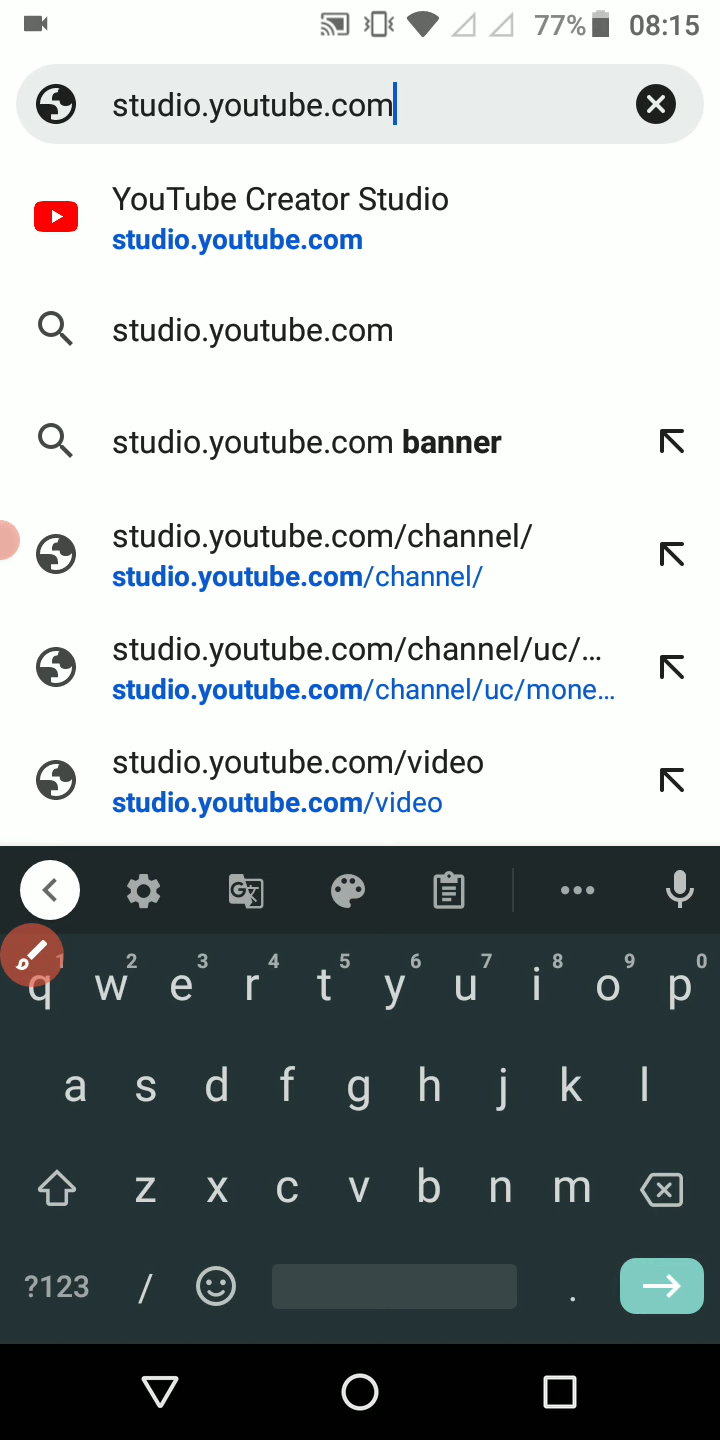 77% 08:15
studio.youtube.com
YouTube Creator Studio
studio.youtube.com
studio.youtube.com
studio.youtube.com banner
studio.youtube.com/channel/
studio.youtube.com/channel/
studio.youtube.com/channel/uc/...
studio.youtube.com/channel/uc/mone...
studio.youtube.com/video
studio.youtube.com/video
G
1 2 3 4 5 6 7 8 9 0
q w e r t y u i o p
a s d f g h j k l
z x c v b n m
?123 / .